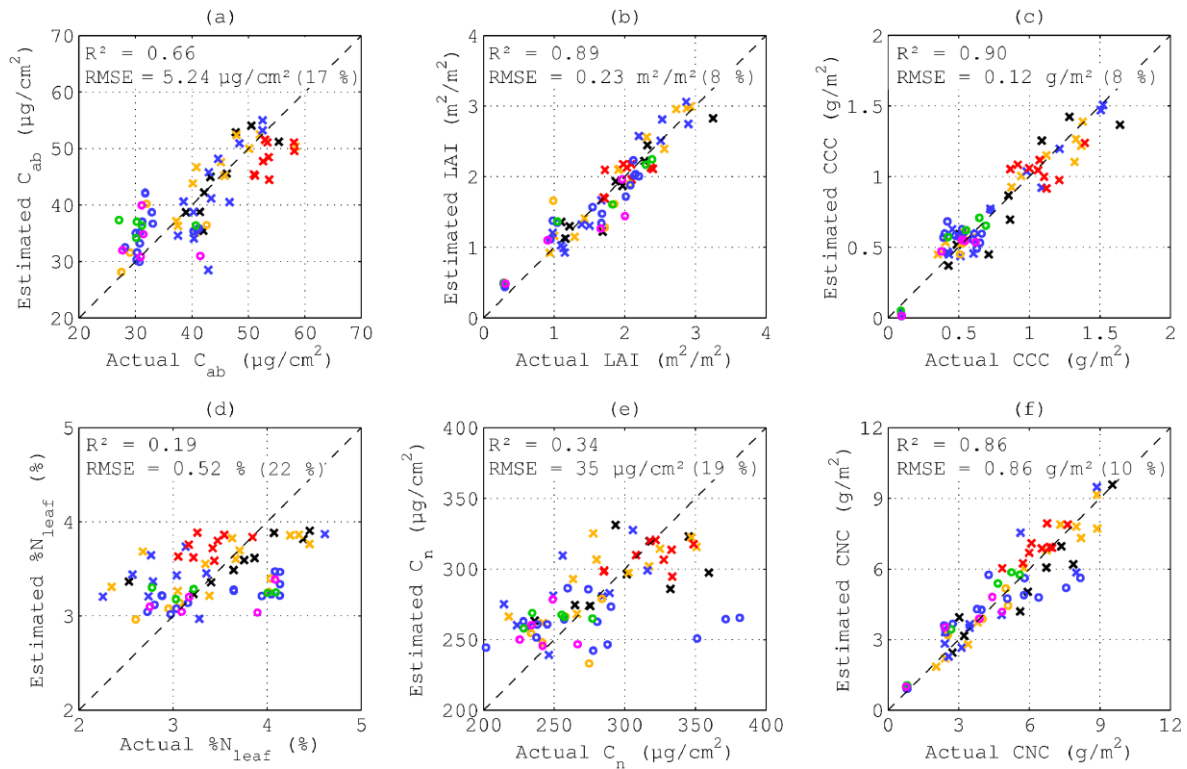 (a)
R² = 0.66
RMSE = 5.24 µg/cm² (17 %)
70
60
50
40
30
20
Estimated C_ab (µg/cm²)
20 30 40 50 60 70
Actual C_ab (µg/cm²)
(b)
R² = 0.89
RMSE = 0.23 m²/m² (8 %)
4
3
2
1
0
Estimated LAI (m²/m²)
0 1 2 3 4
Actual LAI (m²/m²)
(c)
R² = 0.90
RMSE = 0.12 g/m² (8 %)
2
1.5
1
0.5
0
Estimated CCC (g/m²)
0 0.5 1 1.5 2
Actual CCC (g/m²)
(d)
R² = 0.19
RMSE = 0.52 % (22 %)
5
4
3
2
Estimated %N_leaf (%)
2 3 4 5
Actual %N_leaf (%)
(e)
R² = 0.34
RMSE = 35 µg/cm² (19 %)
400
350
300
250
200
Estimated C_n (µg/cm²)
200 250 300 350 400
Actual C_n (µg/cm²)
(f)
R² = 0.86
RMSE = 0.86 g/m² (10 %)
12
9
6
3
0
Estimated CNC (g/m²)
0 3 6 9 12
Actual CNC (g/m²)